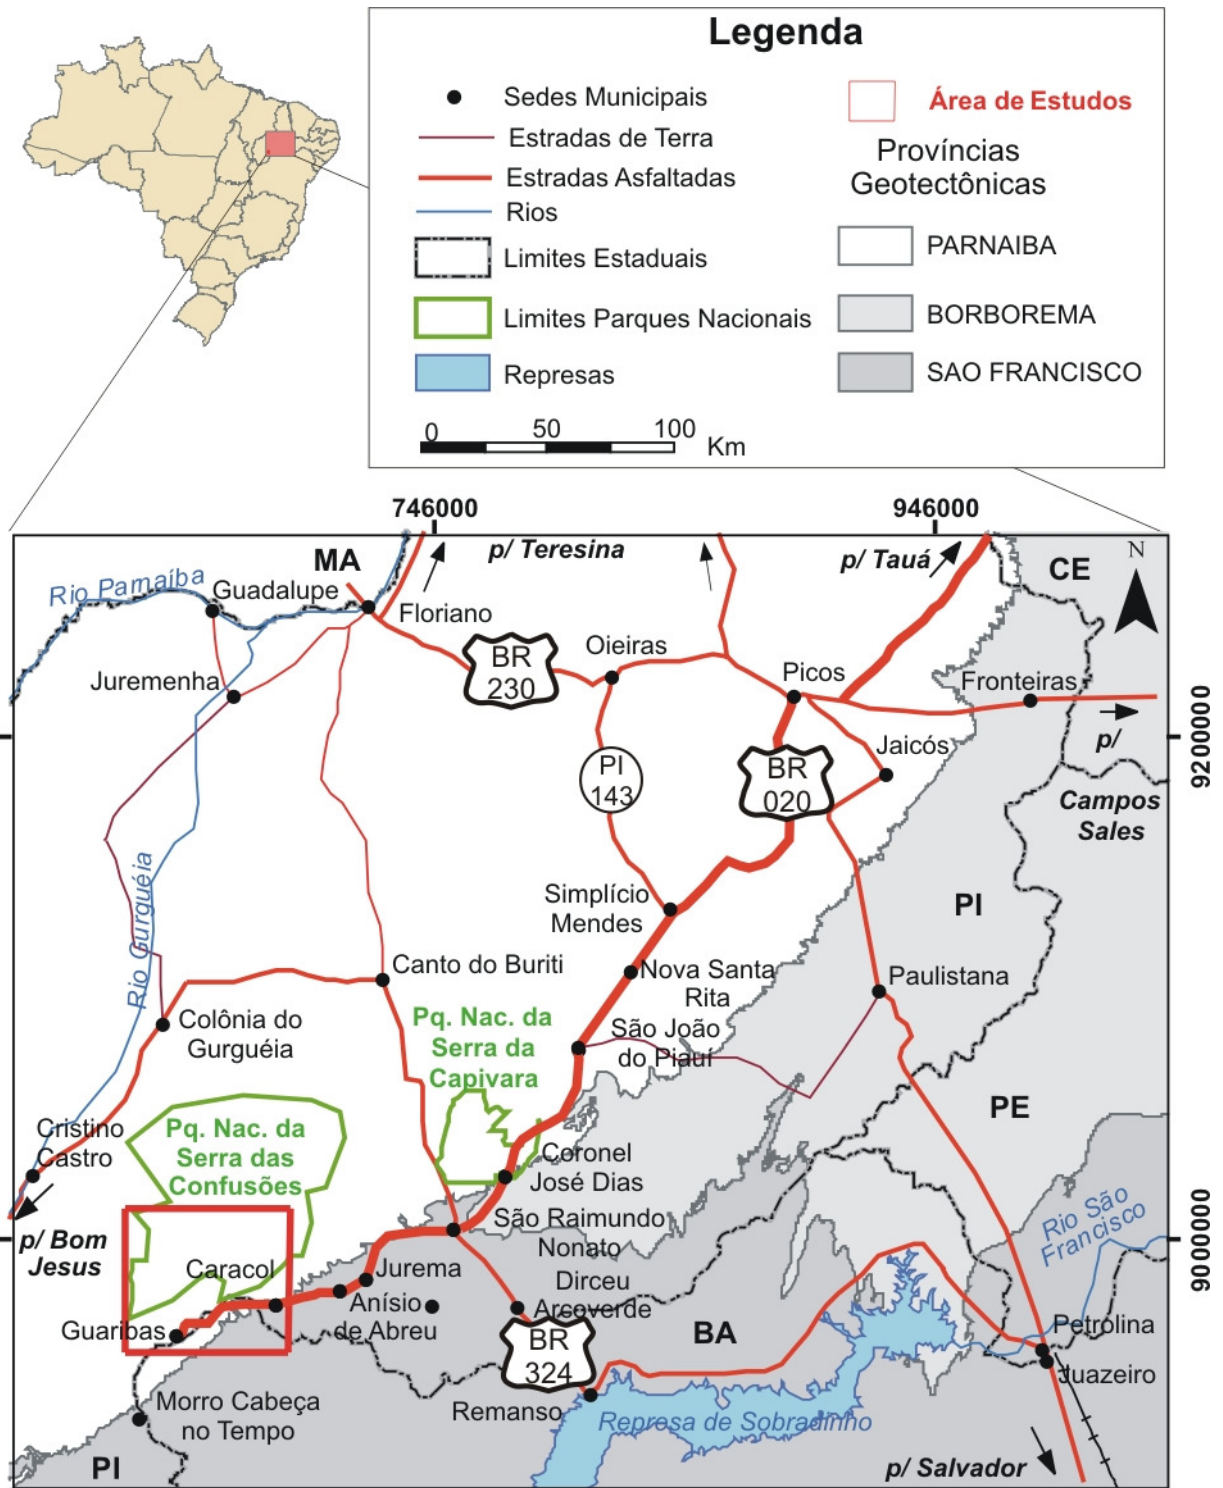 Legenda
Sedes Municipais
Estradas de Terra
Estradas Asfaltadas
Rios
Limites Estaduais
Limites Parques Nacionais
Represas
0 50 100
Km
Área de Estudos
Províncias
Geotectônicas
PARNAIBA
BORBOREMA
SAO FRANCISCO
746000
946000
MA
p/ Teresina
p/ Tauá
CE
N
Rio Parnaíba
Guadalupe
Floriano
BR
230
Oieiras
Picos
Fronteiras
Juremenha
p/
Campos
Sales
9200000
PI
143
BR
020
Jaicós
Rio Gurguéia
Simplício
Mendes
PI
Canto do Buriti
Nova Santa
Rita
Paulistana
Colônia do
Gurguéia
Pq. Nac. da
Serra da
Capivara
São João
do Piauí
PE
Cristino
Castro
Pq. Nac. da
Serra das
Confusões
Coronel
José Dias
Rio São
Francisco
p/ Bom
Jesus
São Raimundo
Nonato
9000000
Caracol
Jurema
Dirceu
Arcoverde
Guaribas
Anísio
de Abreu
BR
324
BA
Petrolina
Juazeiro
Morro Cabeça
no Tempo
Remanso
Represa de Sobradinho
PI
p/ Salvador